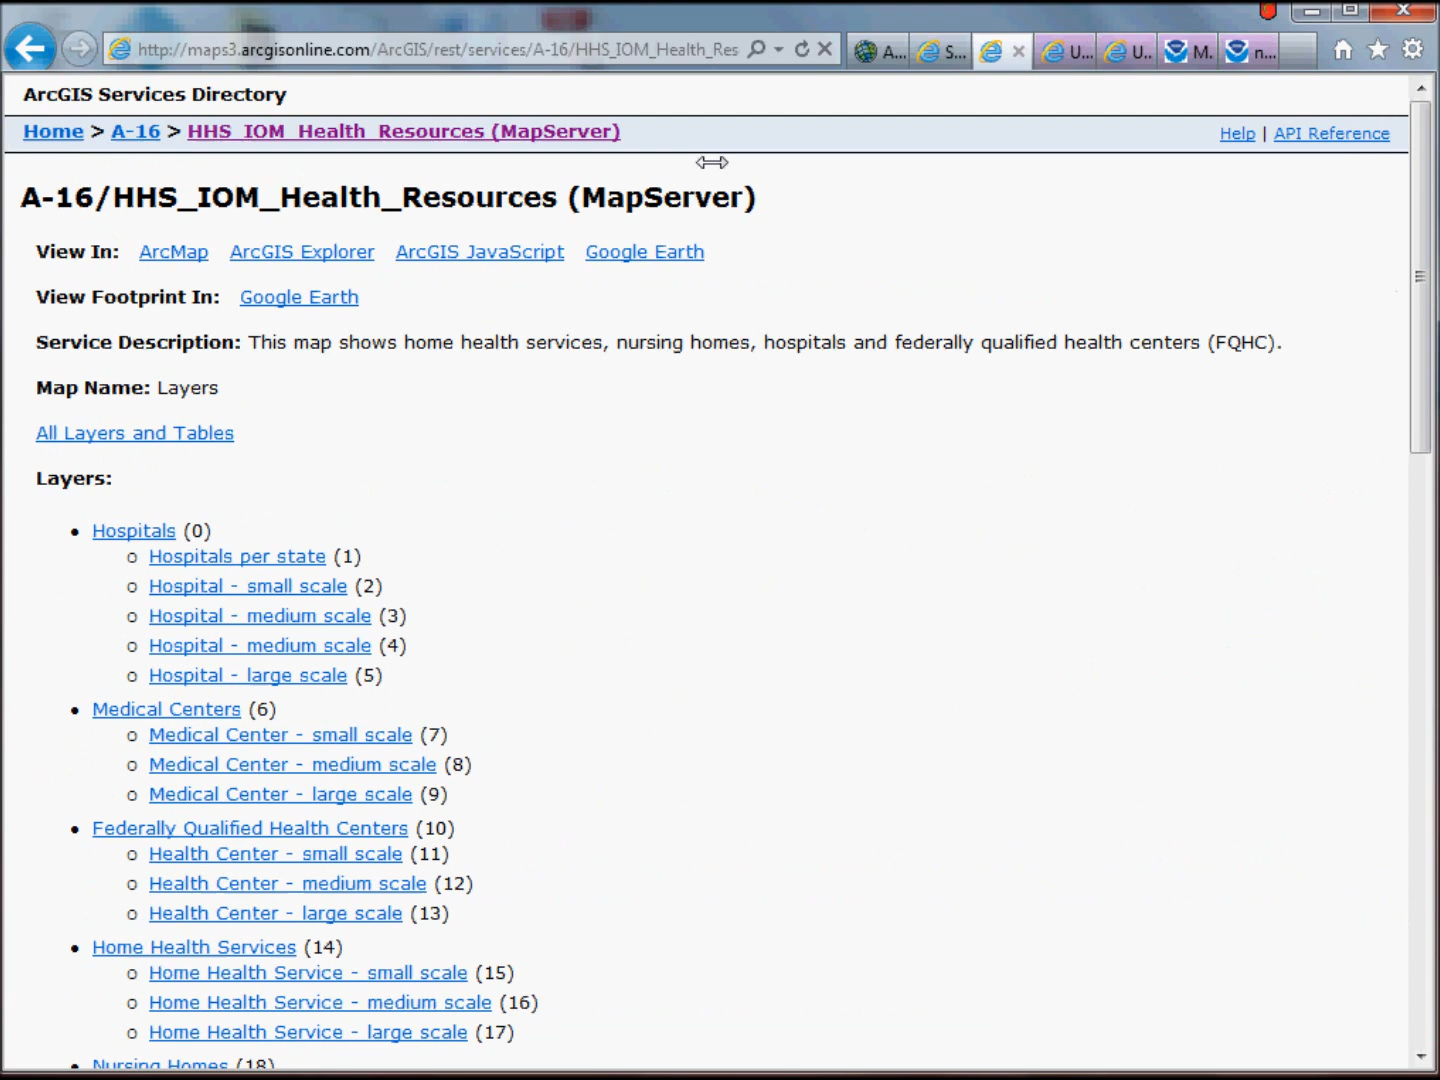 http://maps3.arcgisonline.com/ArcGIS/rest/services/A-16/HHS_IOM_Health_Res
A...
S...
U...
U..
M.
n...
ArcGIS Services Directory
Home > A-16 > HHS_IOM_Health_Resources (MapServer)
Help | API Reference
A-16/HHS_IOM_Health_Resources (MapServer)
View In: ArcMap ArcGIS Explorer ArcGIS JavaScript Google Earth
View Footprint In: Google Earth
Service Description: This map shows home health services, nursing homes, hospitals and federally qualified health centers (FQHC).
Map Name: Layers
All Layers and Tables
Layers:
• Hospitals (0)
o Hospitals per state (1)
o Hospital - small scale (2)
o Hospital - medium scale (3)
o Hospital - medium scale (4)
o Hospital - large scale (5)
• Medical Centers (6)
o Medical Center - small scale (7)
o Medical Center - medium scale (8)
o Medical Center - large scale (9)
• Federally Qualified Health Centers (10)
o Health Center - small scale (11)
o Health Center - medium scale (12)
o Health Center - large scale (13)
• Home Health Services (14)
o Home Health Service - small scale (15)
o Home Health Service - medium scale (16)
o Home Health Service - large scale (17)
• Nursing Homes (18)